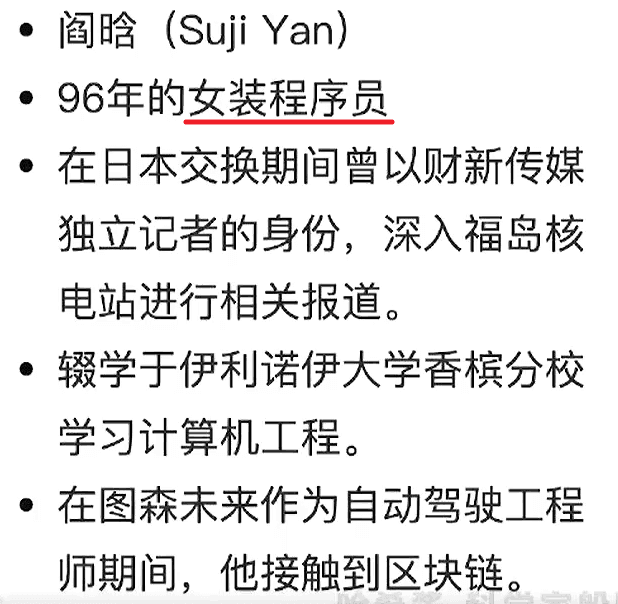 • 阎晗（Suji Yan）
• 96年的女装程序员
• 在日本交换期间曾以财新传媒
独立记者的身份，深入福岛核
电站进行相关报道。
• 辍学于伊利诺伊大学香槟分校
学习计算机工程。
• 在图森未来作为自动驾驶工程
师期间，他接触到区块链。